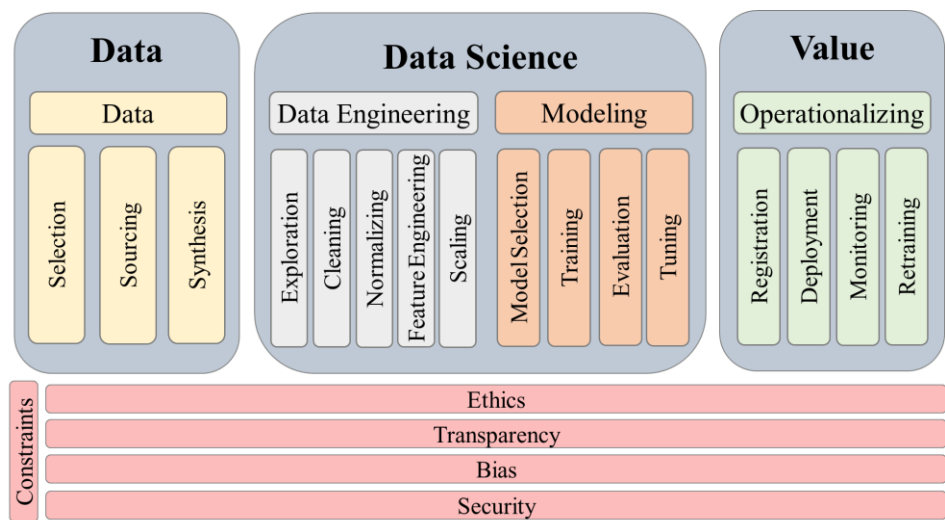 Data
Data Science
Value
Data
Data Engineering
Modeling
Operationalizing
Selection
Sourcing
Synthesis
Exploration
Cleaning
Normalizing
Feature Engineering
Scaling
Model Selection
Training
Evaluation
Tuning
Registration
Deployment
Monitoring
Retraining
Constraints
Ethics
Transparency
Bias
Security